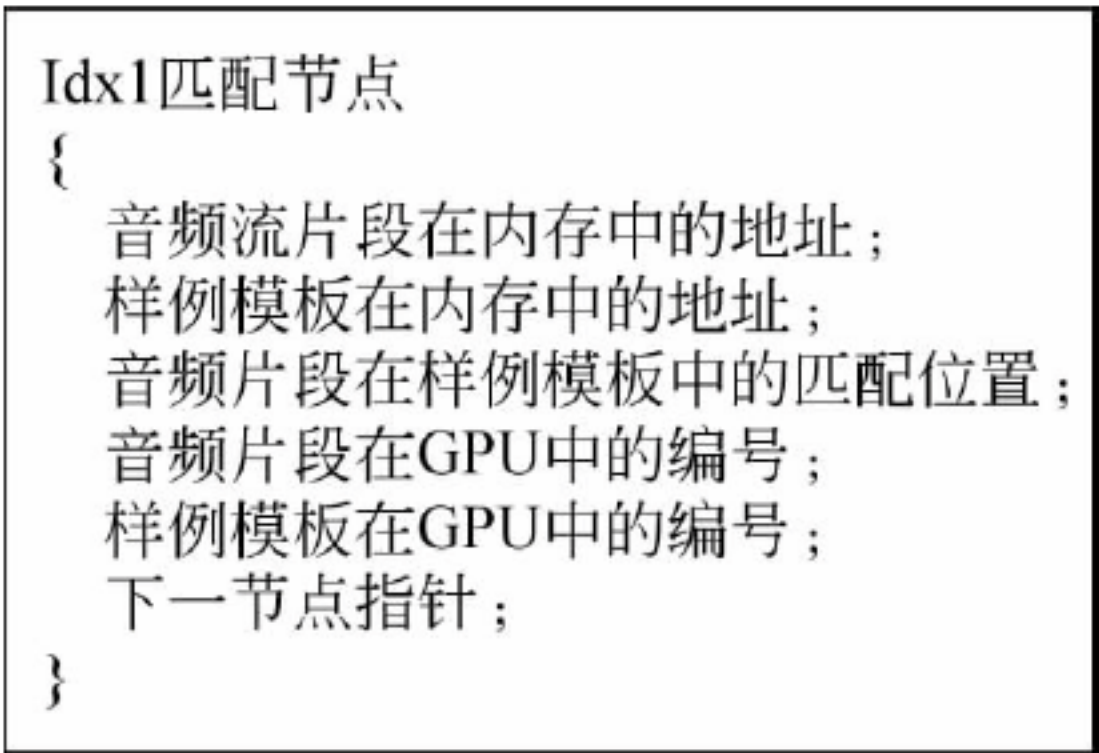 Idx1匹配节点
{
音频流片段在内存中的地址;
样例模板在内存中的地址;
音频片段在样例模板中的匹配位置;
音频片段在GPU中的编号;
样例模板在GPU中的编号;
下一节点指针;
}